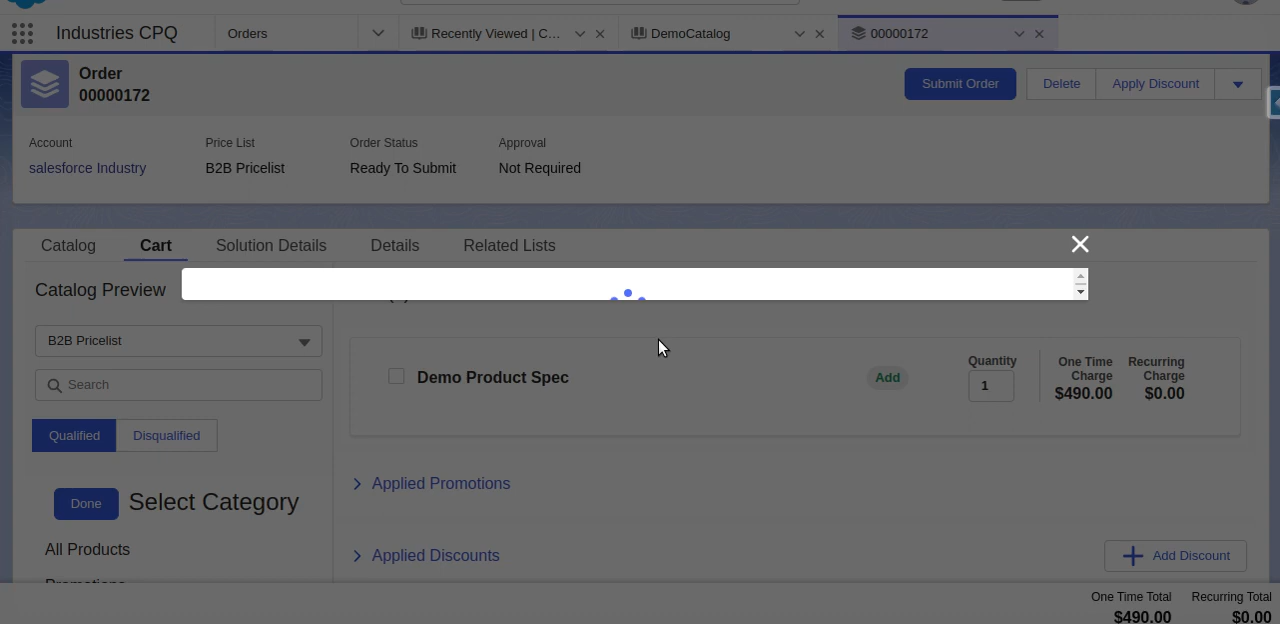 Industries CPQ
Orders
Recently Viewed | C...
DemoCatalog
00000172
Order
00000172
Submit Order
Delete
Apply Discount
Account
Price List
Order Status
Approval
salesforce Industry
B2B Pricelist
Ready To Submit
Not Required
Catalog
Cart
Solution Details
Details
Related Lists
Catalog Preview
B2B Pricelist
Search
Qualified
Disqualified
Done
Select Category
All Products
Promotions
Demo Product Spec
Add
Quantity
1
One Time
Charge
$490.00
Recurring
Charge
$0.00
Applied Promotions
Applied Discounts
Add Discount
One Time Total
Recurring Total
$490.00
$0.00